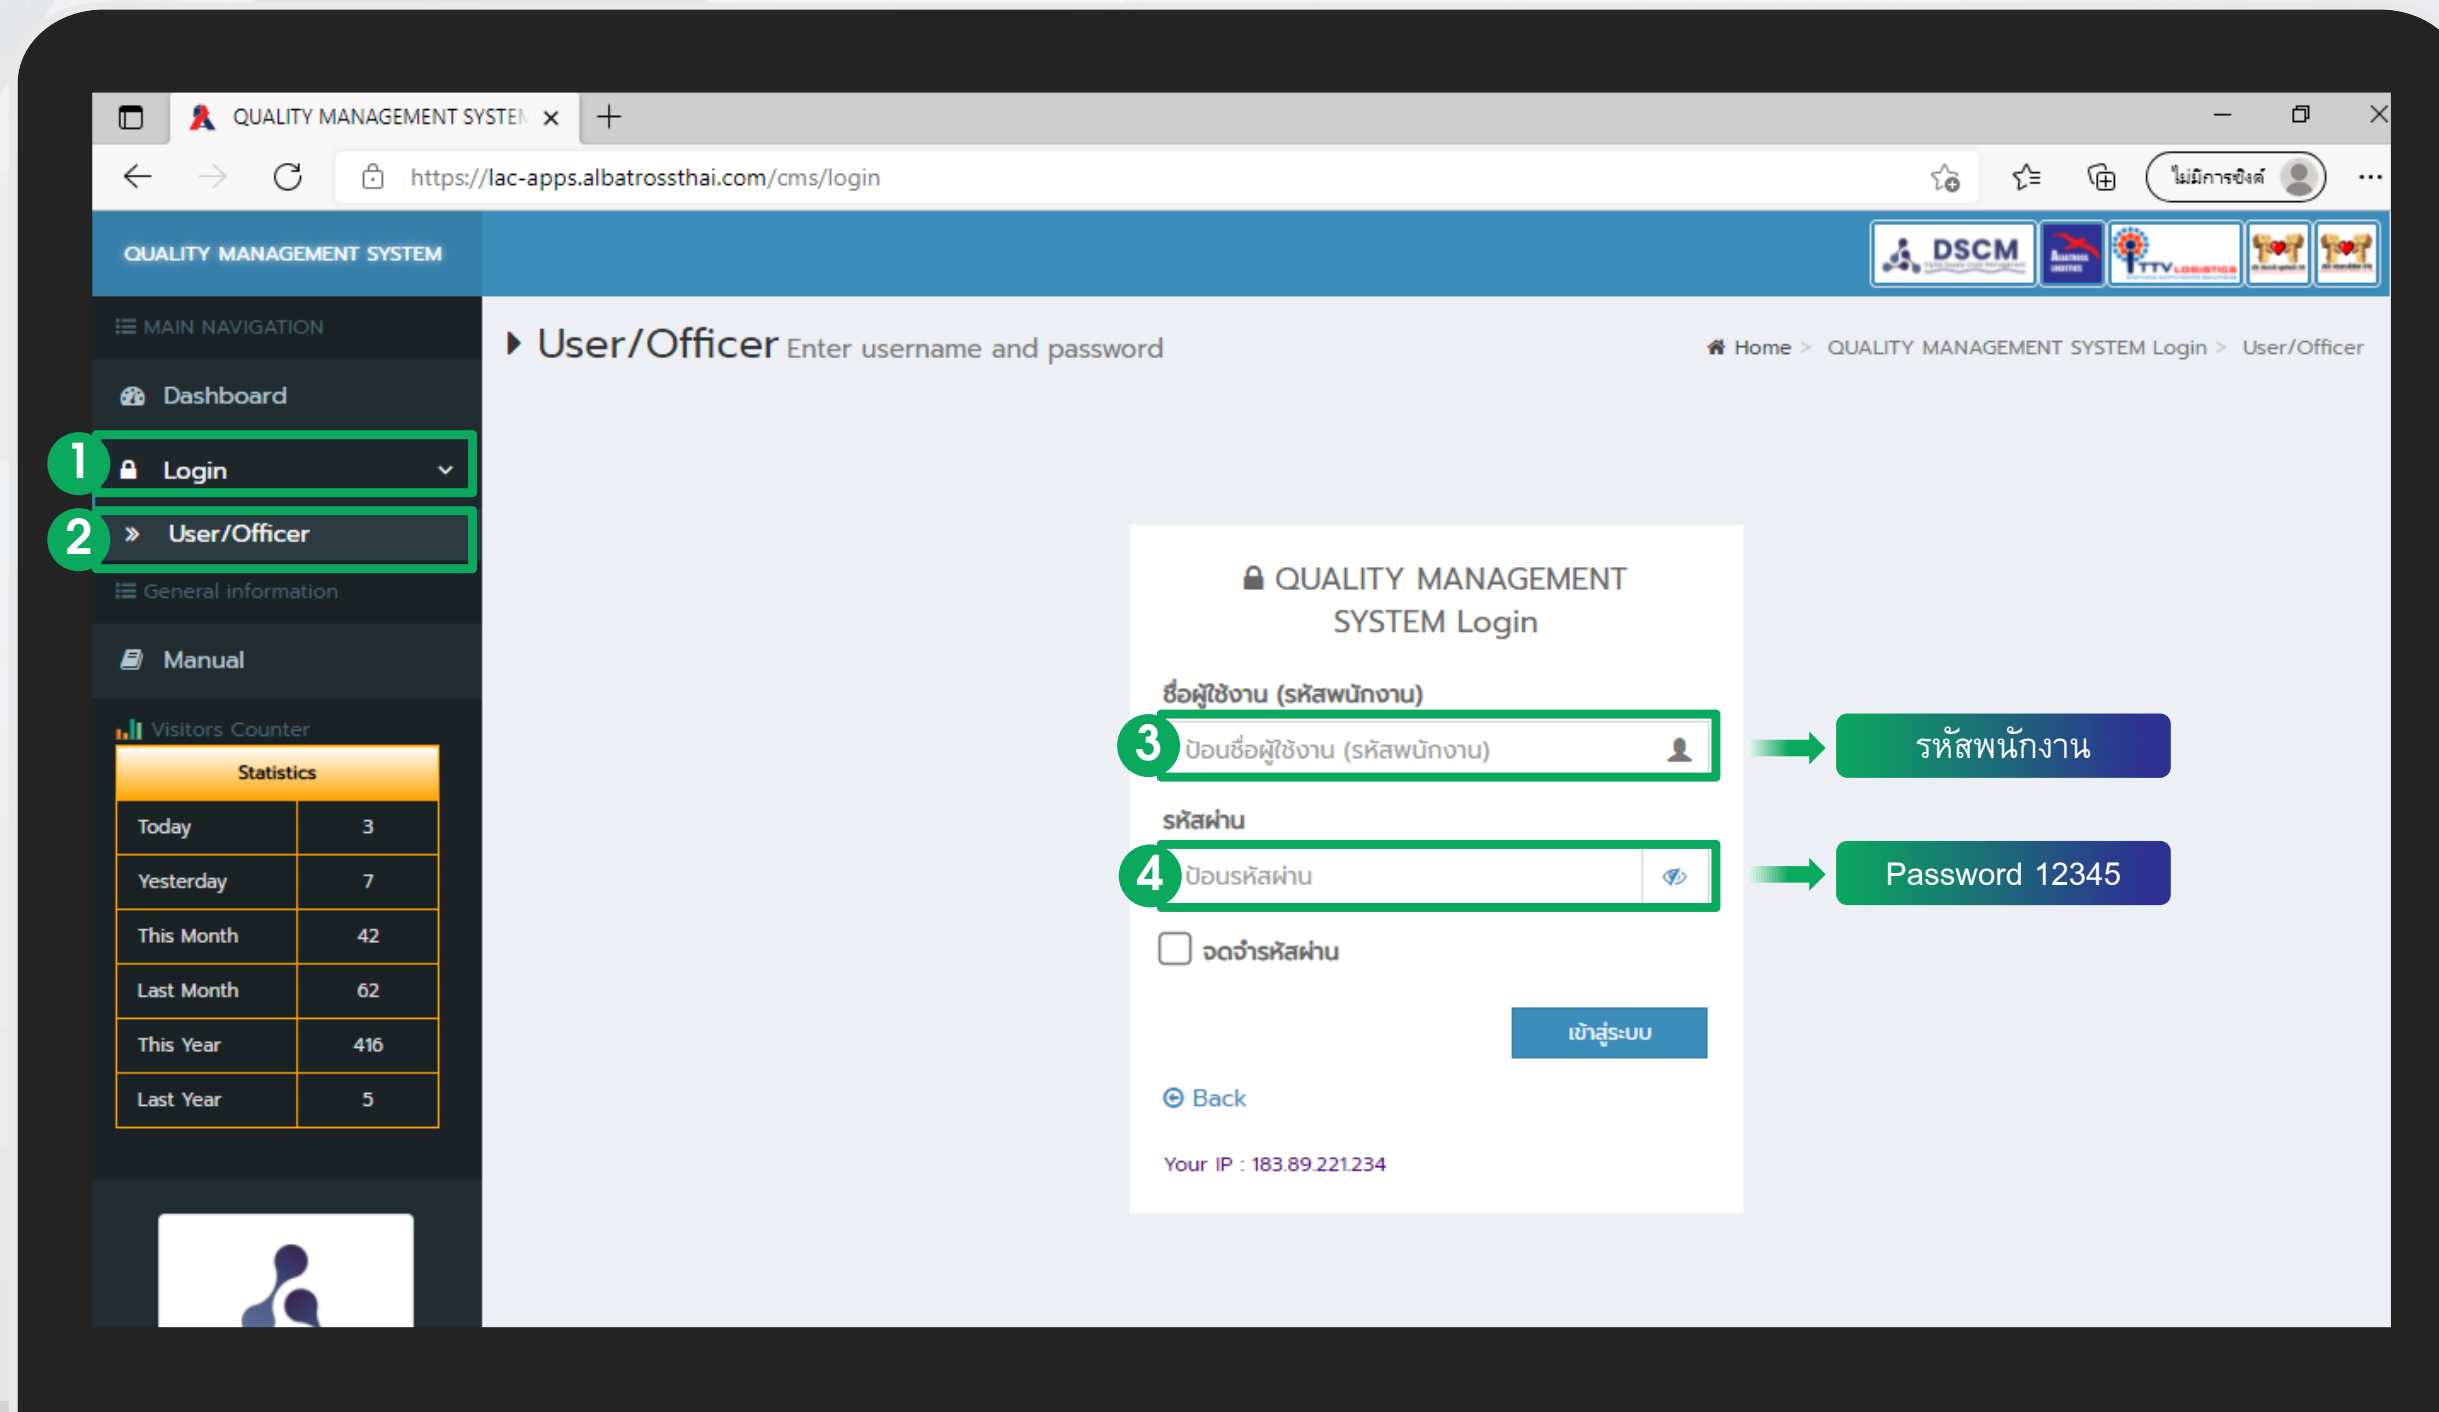 QUALITY MANAGEMENT SYSTEM
https://lac-apps.albatrossthai.com/cms/login
ไม่มีการซิงค์
QUALITY MANAGEMENT SYSTEM
DSCM
TTV LOGISTICS
MAIN NAVIGATION
User/Officer Enter username and password
Home > QUALITY MANAGEMENT SYSTEM Login > User/Officer
Dashboard
1 Login
2 User/Officer
General information
Manual
Visitors Counter
Statistics
Today 3
Yesterday 7
This Month 42
Last Month 62
This Year 416
Last Year 5
QUALITY MANAGEMENT
SYSTEM Login
ชื่อผู้ใช้งาน (รหัสพนักงาน)
3 ป้อนชื่อผู้ใช้งาน (รหัสพนักงาน)
รหัสพนักงาน
รหัสผ่าน
4 ป้อนรหัสผ่าน
Password 12345
จดจำรหัสผ่าน
เข้าสู่ระบบ
Back
Your IP : 183.89.221.234